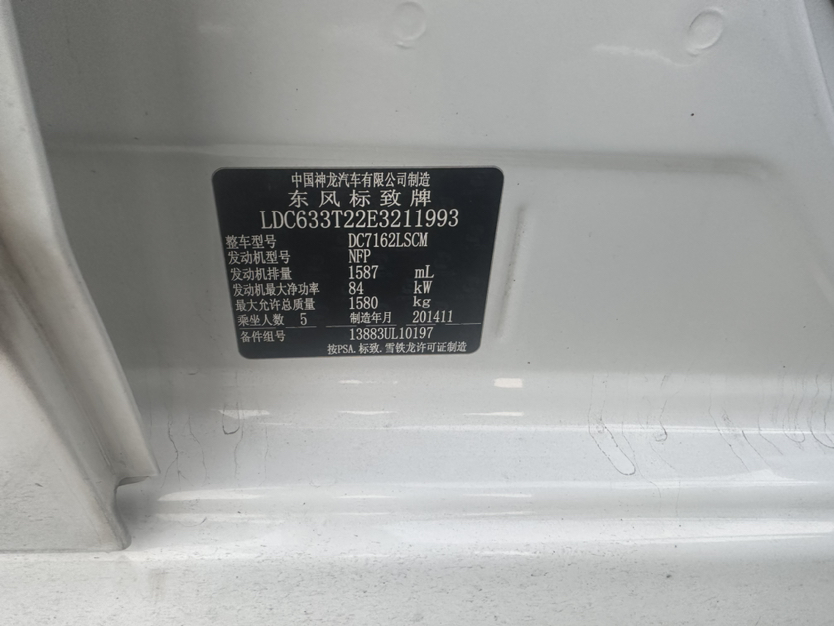 中国神龙汽车有限公司制造
东风标致牌
LDC633T22E3211993
整车型号 DC7162LSCM
发动机型号 NFP
发动机排量 1587 mL
发动机最大净功率 84 kW
最大允许总质量 1580 kg
乘坐人数 5 制造年月 201411
备件组号 13883UL10197
按PSA.标致.雪铁龙许可证制造